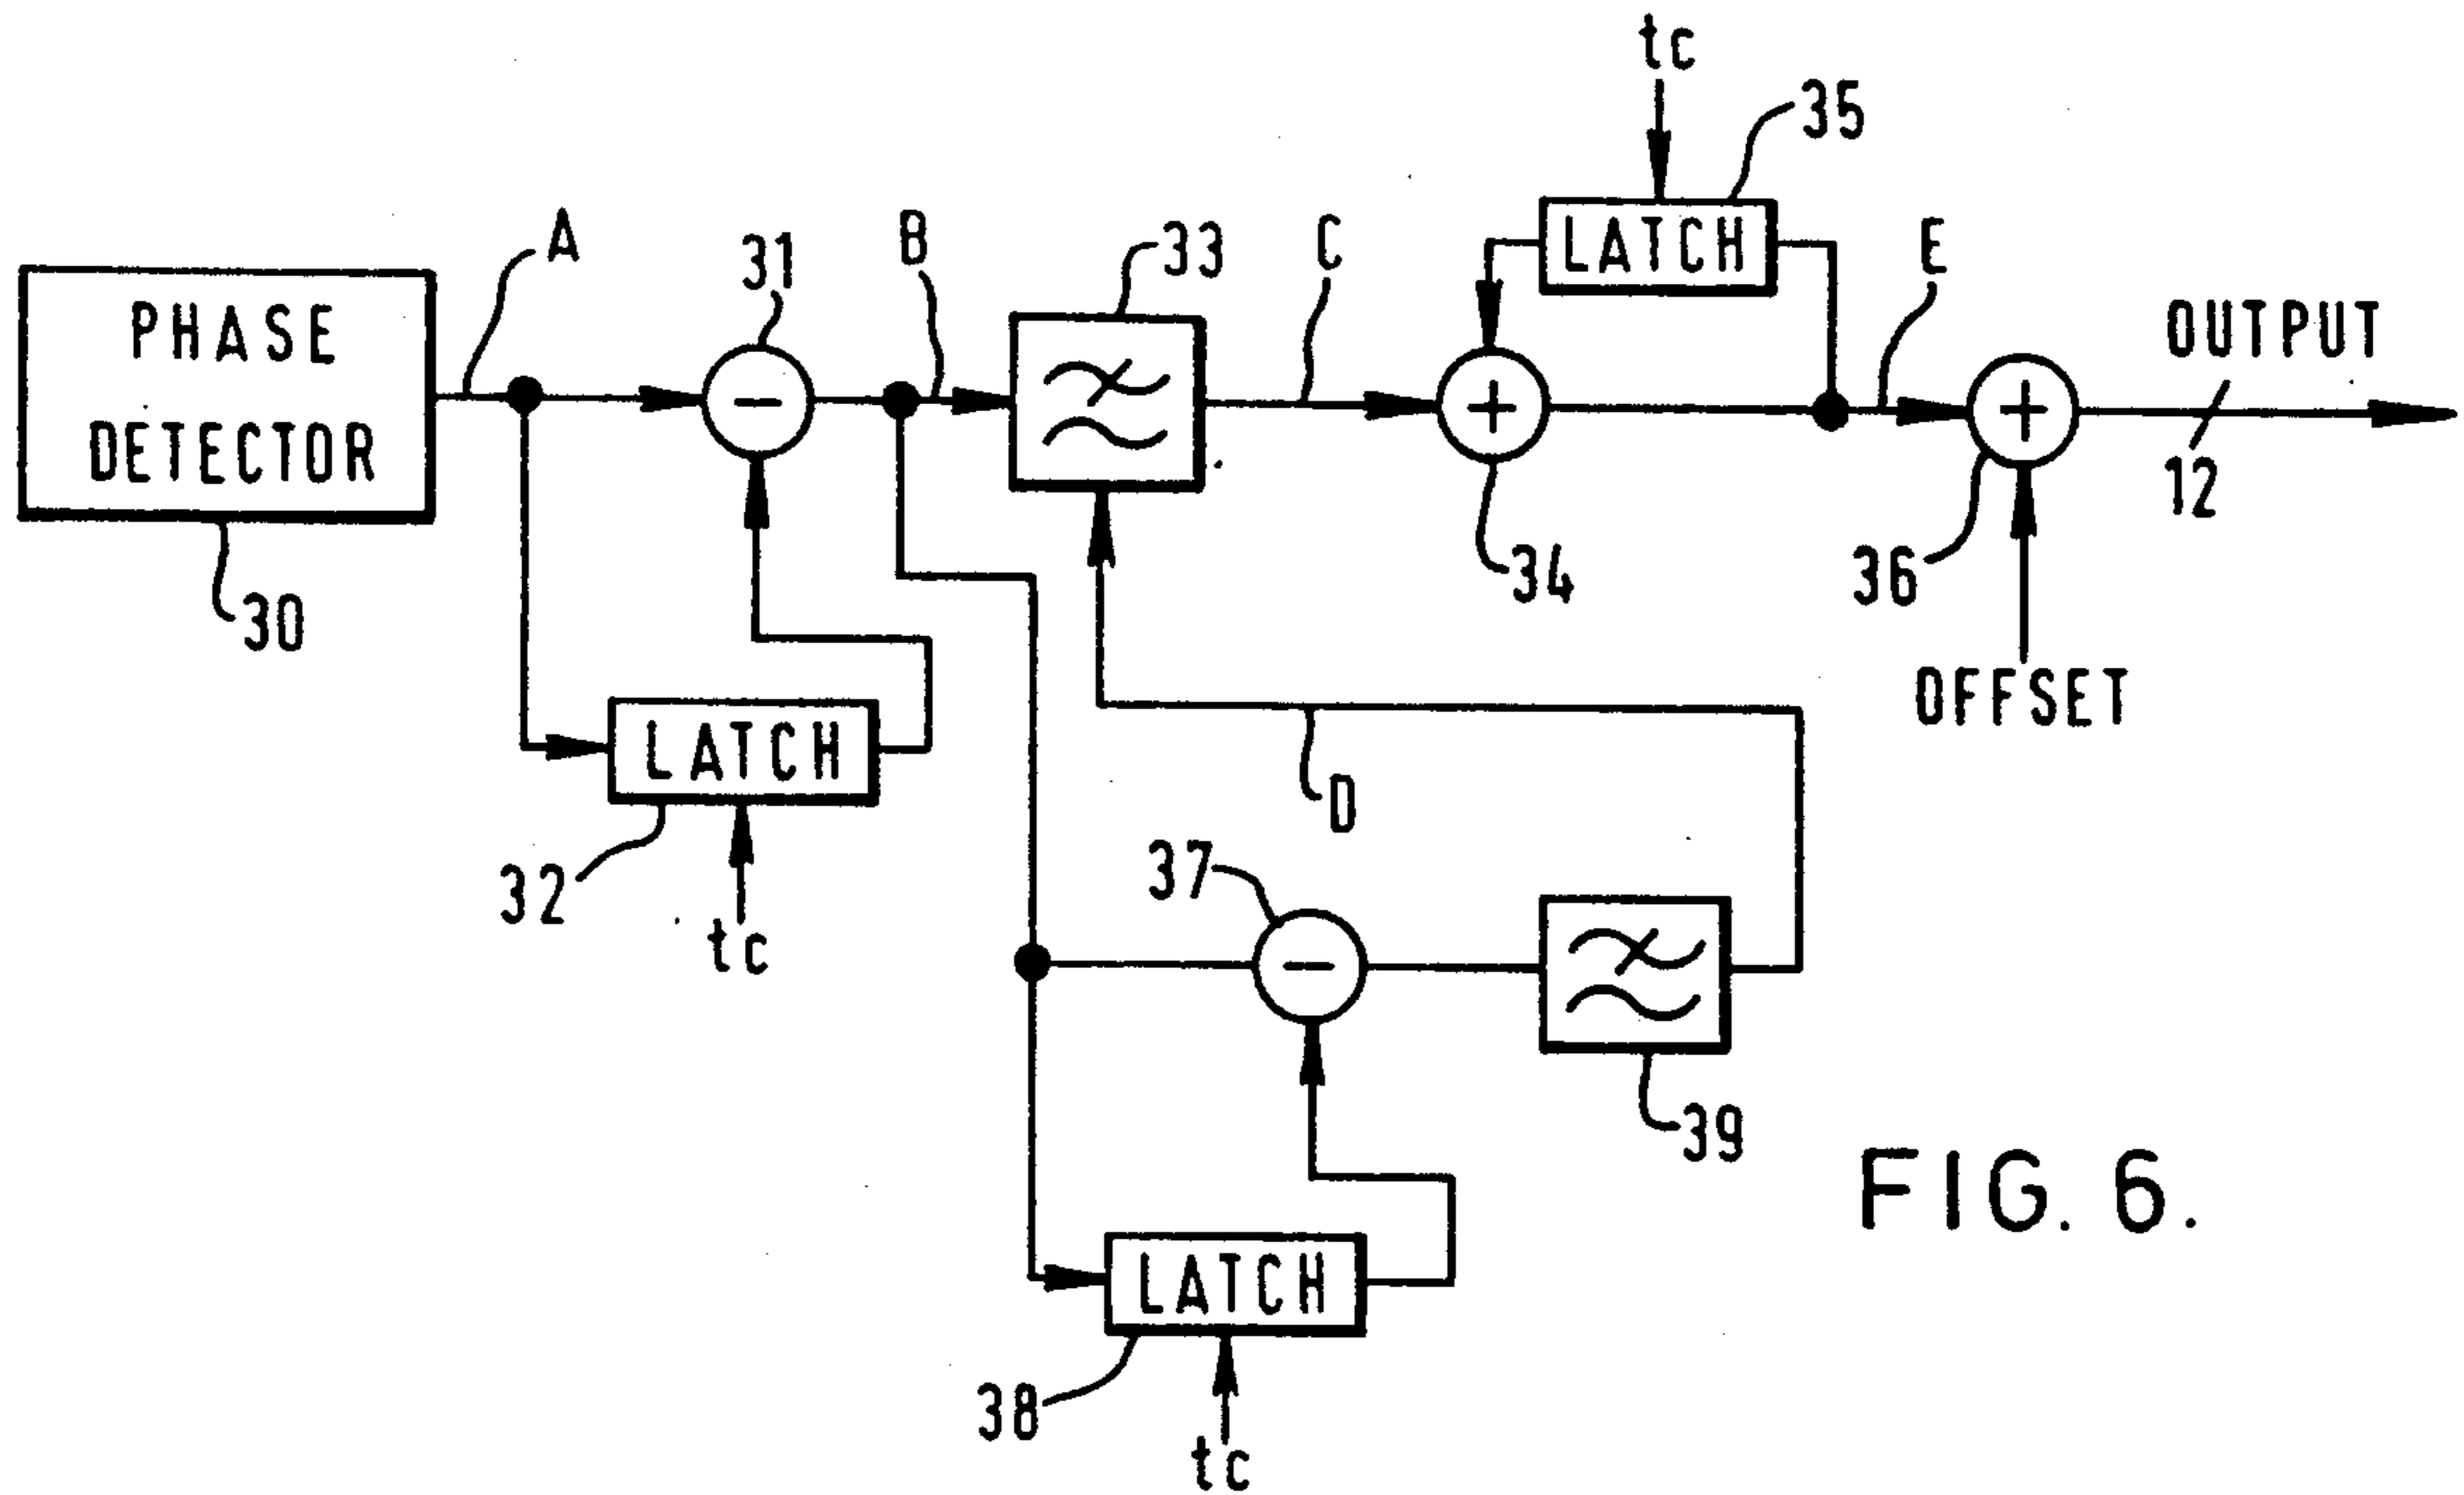 tc
35
A
31
B
33
C
LATCH
E
OUTPUT
PHASE
DETECTOR
12
30
34
36
OFFSET
LATCH
D
32
tc
37
39
LATCH
38
tc
FIG. 6.